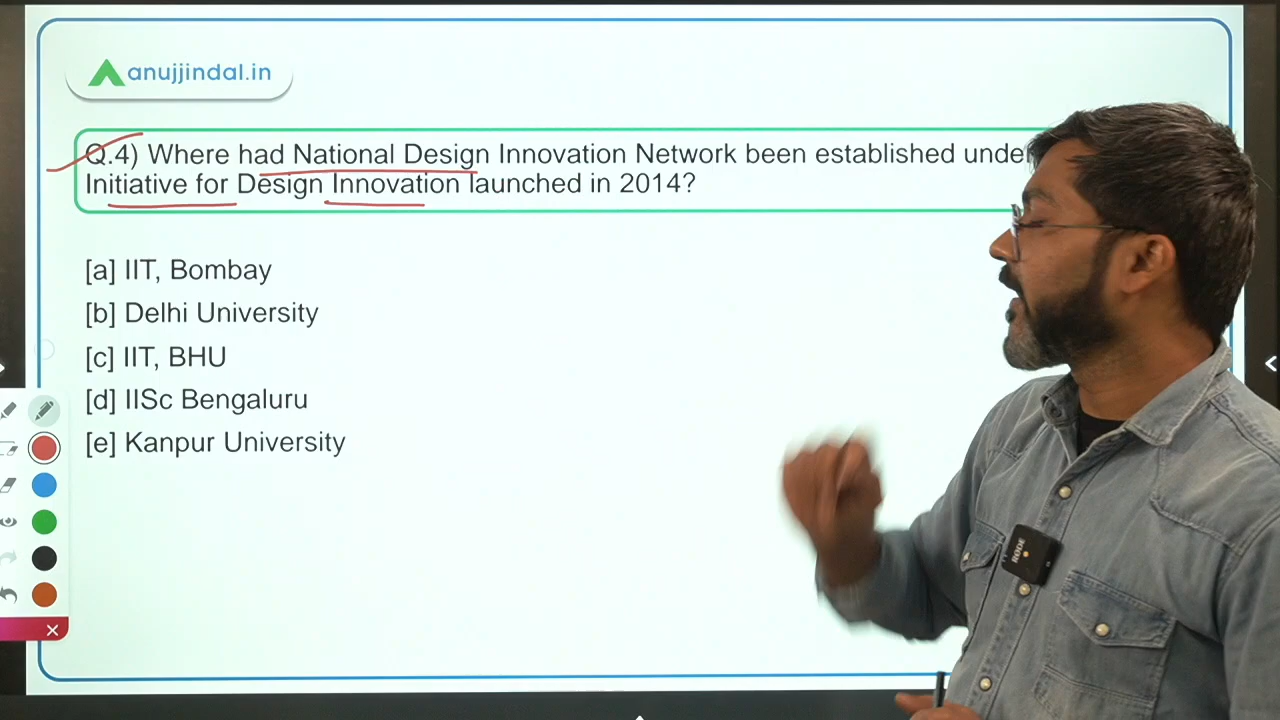 anujjindal.in
Q.4) Where had National Design Innovation Network been established under
Initiative for Design Innovation launched in 2014?
[a] IIT, Bombay
[b] Delhi University
[c] IIT, BHU
[d] IISc Bengaluru
[e] Kanpur University
RODE